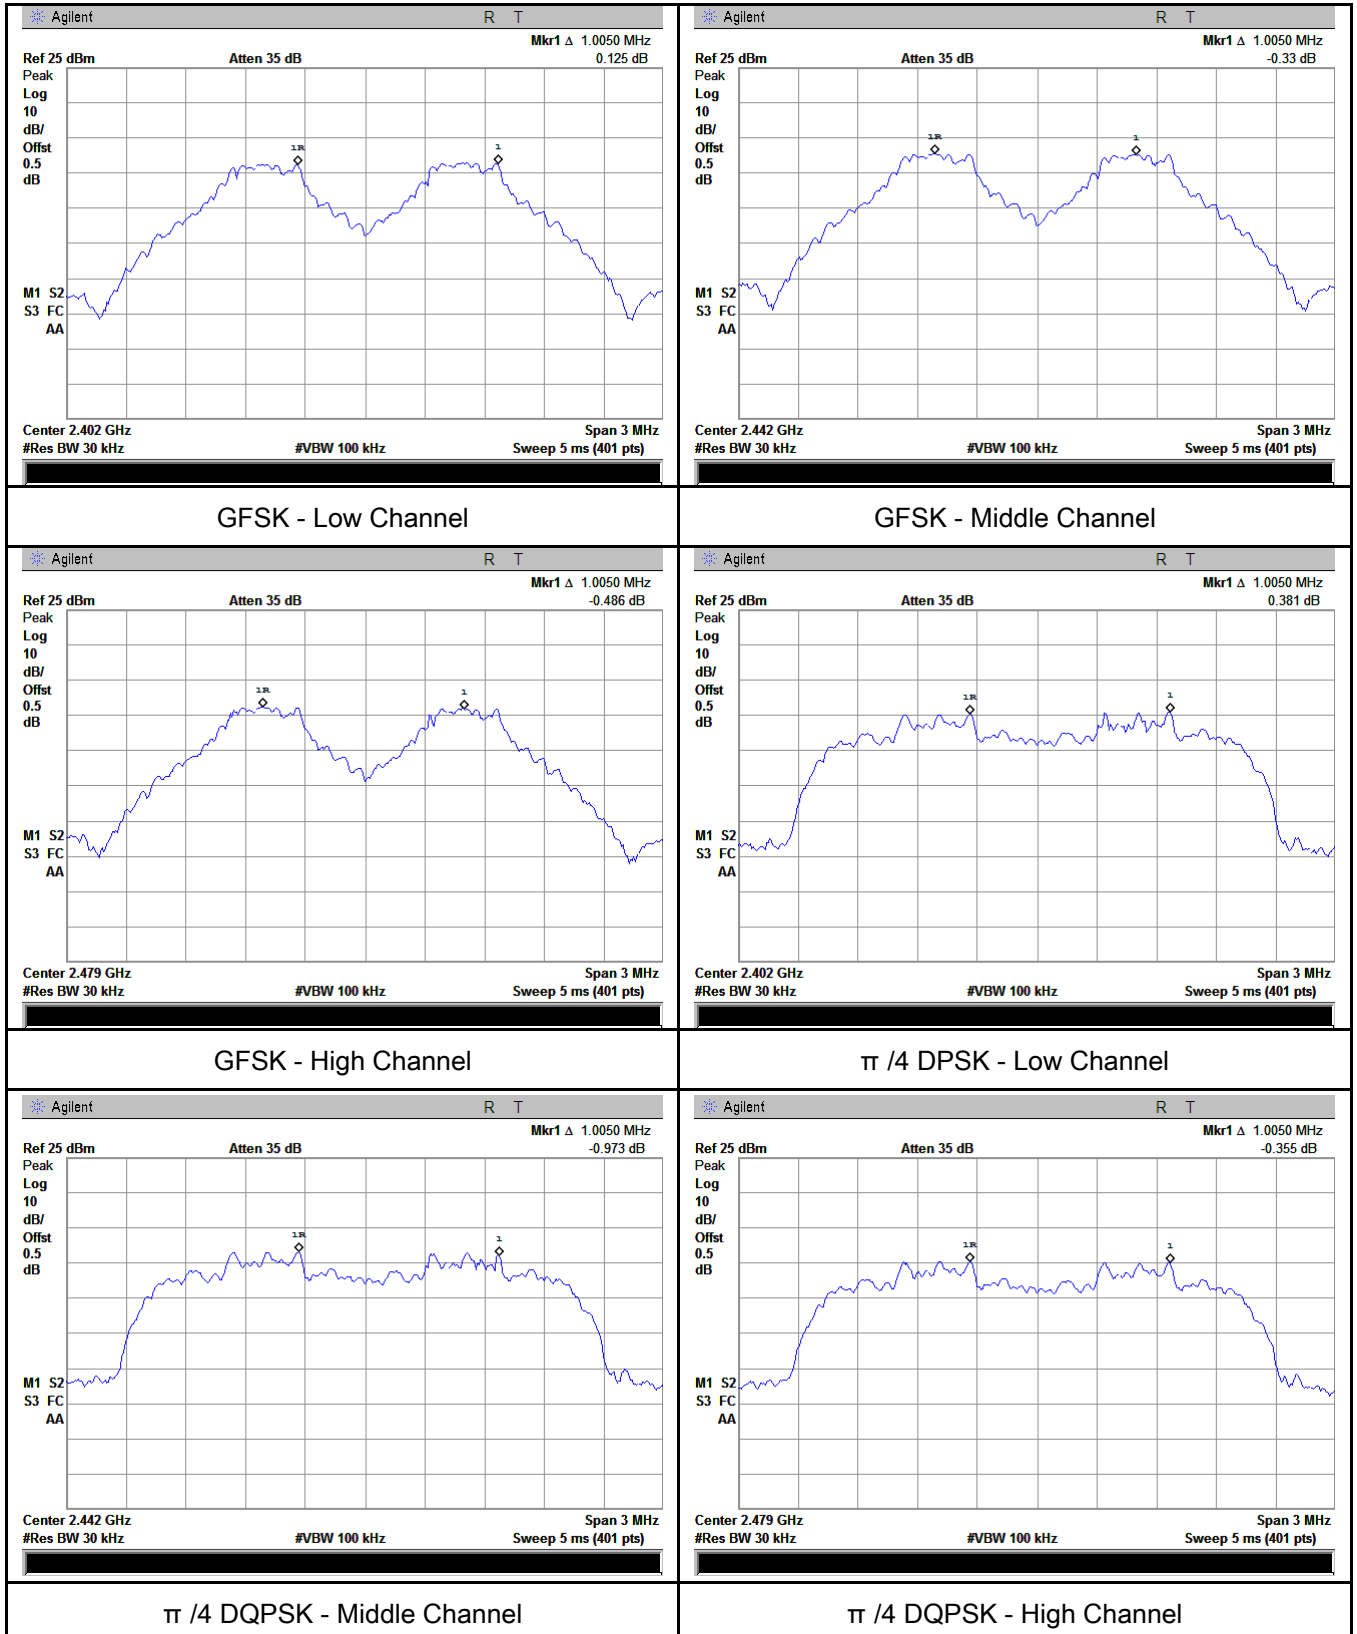 Agilent R T
Mkr1 Δ 1.0050 MHz
Ref 25 dBm Atten 35 dB 0.125 dB
Peak
Log
10
dB/
Offst
0.5
dB
1R 1
M1 S2
S3 FC
AA
Center 2.402 GHz Span 3 MHz
#Res BW 30 kHz #VBW 100 kHz Sweep 5 ms (401 pts)
GFSK - Low Channel
Agilent R T
Mkr1 Δ 1.0050 MHz
Ref 25 dBm Atten 35 dB -0.33 dB
Peak
Log
10
dB/
Offst
0.5
dB
1R 1
M1 S2
S3 FC
AA
Center 2.442 GHz Span 3 MHz
#Res BW 30 kHz #VBW 100 kHz Sweep 5 ms (401 pts)
GFSK - Middle Channel
Agilent R T
Mkr1 Δ 1.0050 MHz
Ref 25 dBm Atten 35 dB -0.486 dB
Peak
Log
10
dB/
Offst
0.5
dB
1R 1
M1 S2
S3 FC
AA
Center 2.479 GHz Span 3 MHz
#Res BW 30 kHz #VBW 100 kHz Sweep 5 ms (401 pts)
GFSK - High Channel
Agilent R T
Mkr1 Δ 1.0050 MHz
Ref 25 dBm Atten 35 dB 0.381 dB
Peak
Log
10
dB/
Offst
0.5
dB
1R 1
M1 S2
S3 FC
AA
Center 2.402 GHz Span 3 MHz
#Res BW 30 kHz #VBW 100 kHz Sweep 5 ms (401 pts)
π /4 DPSK - Low Channel
Agilent R T
Mkr1 Δ 1.0050 MHz
Ref 25 dBm Atten 35 dB -0.973 dB
Peak
Log
10
dB/
Offst
0.5
dB
1R 1
M1 S2
S3 FC
AA
Center 2.442 GHz Span 3 MHz
#Res BW 30 kHz #VBW 100 kHz Sweep 5 ms (401 pts)
π /4 DQPSK - Middle Channel
Agilent R T
Mkr1 Δ 1.0050 MHz
Ref 25 dBm Atten 35 dB -0.355 dB
Peak
Log
10
dB/
Offst
0.5
dB
1R 1
M1 S2
S3 FC
AA
Center 2.479 GHz Span 3 MHz
#Res BW 30 kHz #VBW 100 kHz Sweep 5 ms (401 pts)
π /4 DQPSK - High Channel